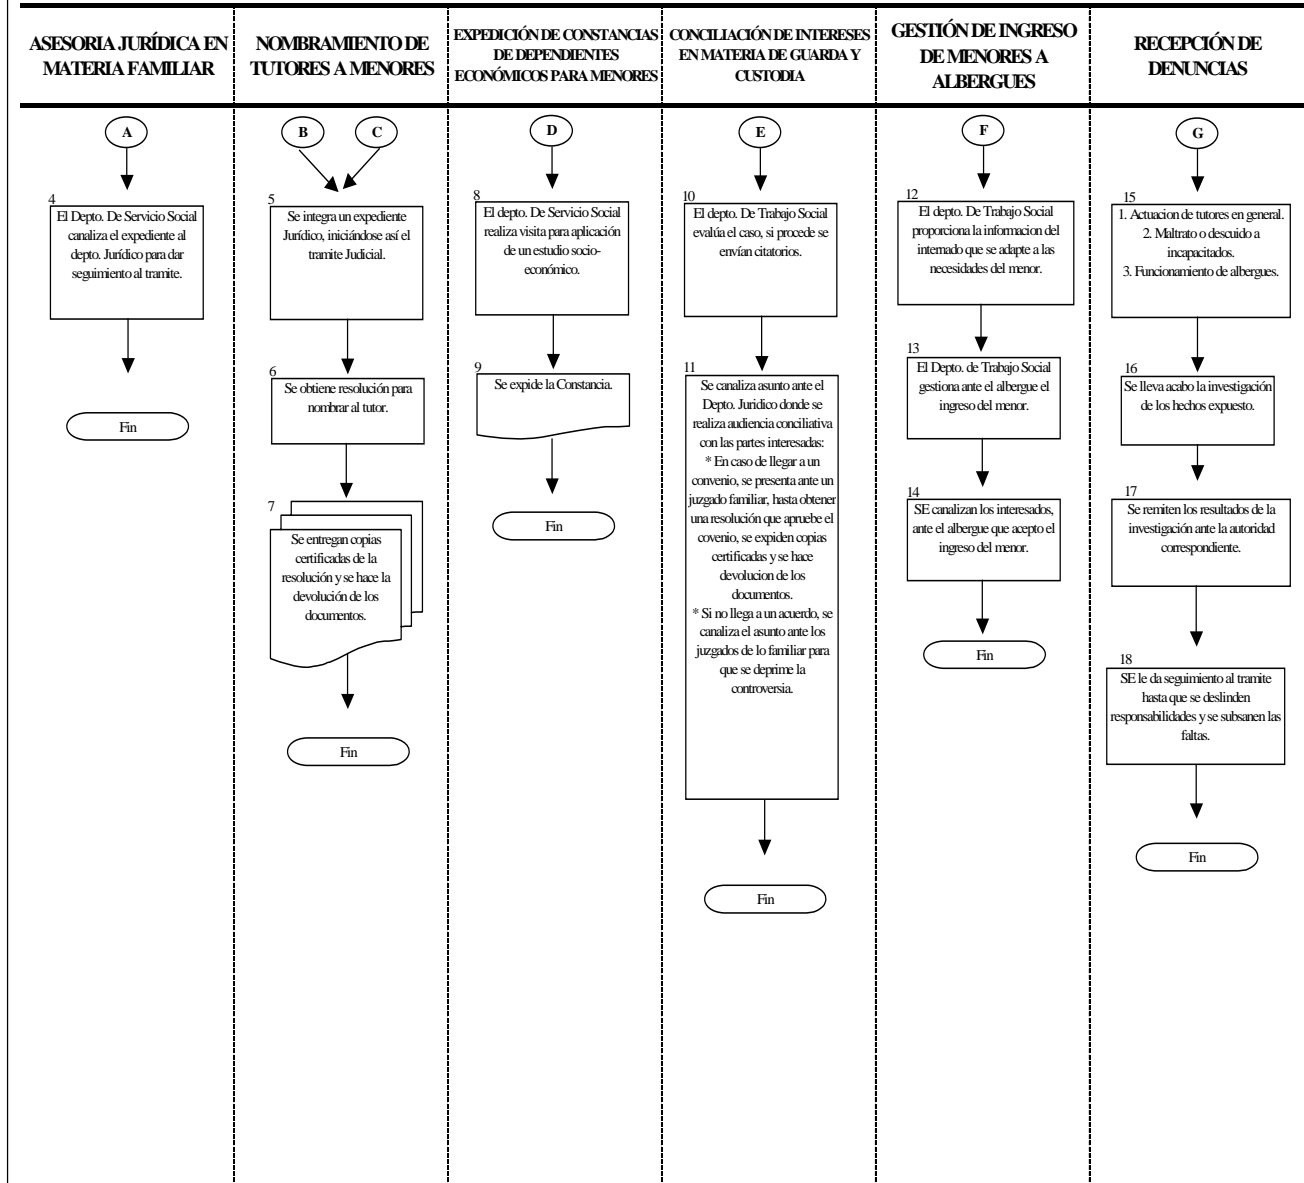 ASESORIA JURÍDICA EN
MATERIA FAMILIAR
NOMBRAMIENTO DE
TUTORES A MENORES
EXPEDICIÓN DE CONSTANCIAS
DE DEPENDIENTES
ECONÓMICOS PARA MENORES
CONCILIACIÓN DE INTERESES
EN MATERIA DE GUARDA Y
CUSTODIA
GESTIÓN DE INGRESO
DE MENORES A
ALBERGUES
RECEPCIÓN DE
DENUNCIAS
A
4
El Depto. De Servicio Social
canaliza el expediente al
depto. Jurídico para dar
seguimiento al tramite.
Fin
B
C
5
Se integra un expediente
Jurídico, iniciándose así el
tramite Judicial.
6
Se obtiene resolución para
nombrar al tutor.
7
Se entregan copias
certificadas de la
resolución y se hace la
devolución de los
documentos.
Fin
D
8
El depto. De Servicio Social
realiza visita para aplicación
de un estudio socio-
económico.
9
Se expide la Constancia.
Fin
E
10
El depto. De Trabajo Social
evalúa el caso, si procede se
envían citatorios.
11
Se canaliza asunto ante el
Depto. Juridico donde se
realiza audiencia conciliativa
con las partes interesadas:
* En caso de llegar a un
convenio, se presenta ante un
juzgado familiar, hasta obtener
una resolución que apruebe el
covenio, se expiden copias
certificadas y se hace
devolucion de los
documentos.
* Si no llega a un acuerdo, se
canaliza el asunto ante los
juzgados de lo familiar para
que se deprime la
controversia.
Fin
F
12
El depto. De Trabajo Social
proporciona la informacion del
internado que se adapte a las
necesidades del menor.
13
El Depto. de Trabajo Social
gestiona ante el albergue el
ingreso del menor.
14
SE canalizan los interesados,
ante el albergue que acepto el
ingreso del menor.
Fin
G
15
1. Actuacion de tutores en general.
2. Maltrato o descuido a
incapacitados.
3. Funcionamiento de albergues.
16
Se lleva acabo la investigación
de los hechos expuesto.
17
Se remiten los resultados de la
investigación ante la autoridad
correspondiente.
18
SE le da seguimiento al tramite
hasta que se deslinden
responsabilidades y se subsanen las
faltas.
Fin